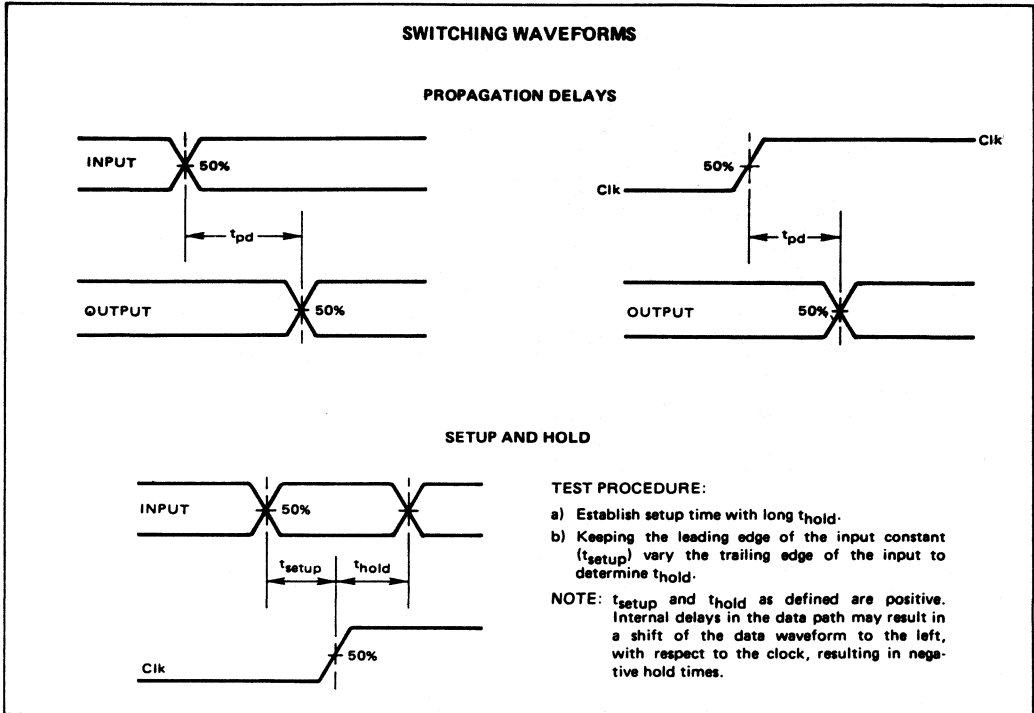 SWITCHING WAVEFORMS
PROPAGATION DELAYS
INPUT
50%
tpd
OUTPUT
50%
Clk
50%
Clk
tpd
OUTPUT
50%
SETUP AND HOLD
INPUT
50%
tsetup
thold
Clk
50%
TEST PROCEDURE:
a) Establish setup time with long thold.
b) Keeping the leading edge of the input constant
(tsetup) vary the trailing edge of the input to
determine thold.
NOTE: tsetup and thold as defined are positive.
Internal delays in the data path may result in
a shift of the data waveform to the left,
with respect to the clock, resulting in nega-
tive hold times.